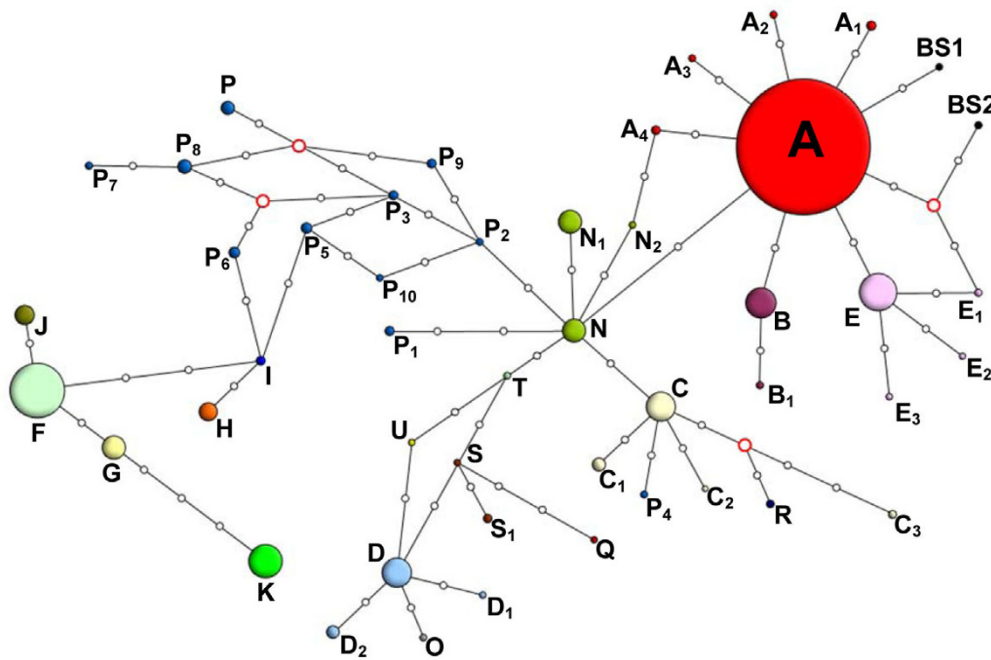 A₂
A₁
A₃
BS1
P
A
BS2
A₄
P₈
P₉
P₇
P₃
N₁
N₂
P₆
P₅
P₂
P₁₀
B
E
E₁
J
P₁
N
I
T
C
E₂
B₁
E₃
F
H
U
G
S
C₁
P₄
C₂
R
C₃
S₁
Q
D
K
D₁
D₂
O